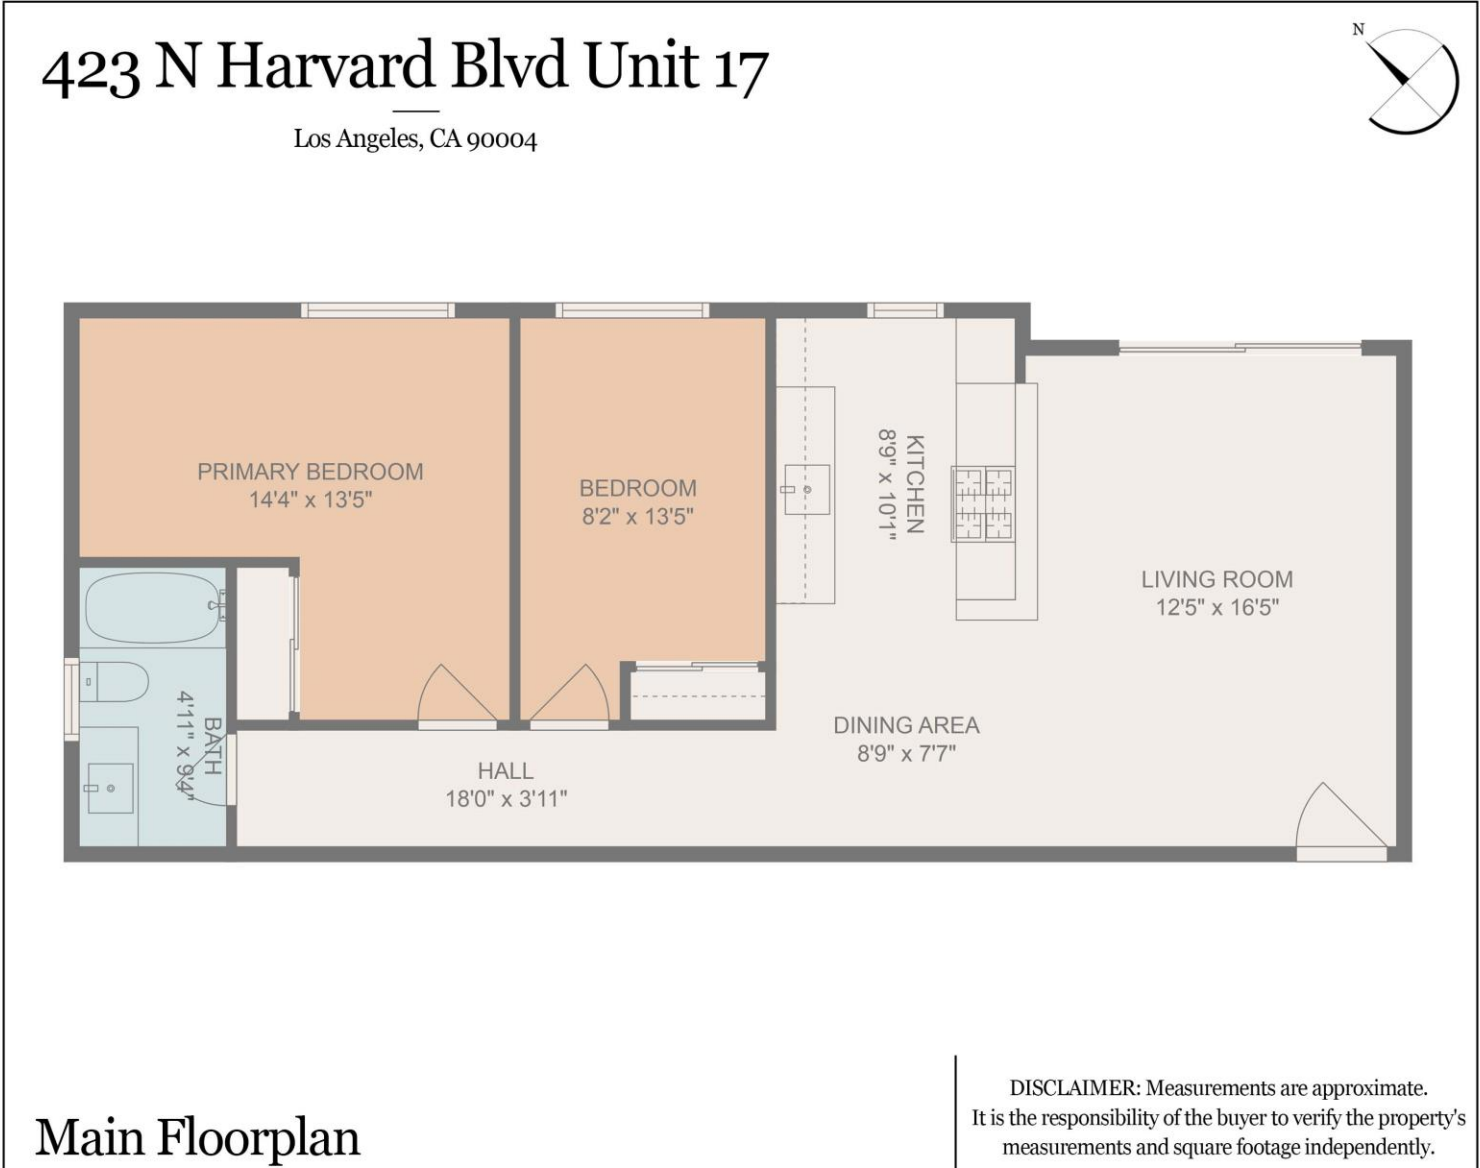 423 N Harvard Blvd Unit 17
Los Angeles, CA 90004
N
PRIMARY BEDROOM
14'4" x 13'5"
BEDROOM
8'2" x 13'5"
KITCHEN
8'9" x 10'1"
LIVING ROOM
12'5" x 16'5"
BATH
4'11" x 9'4"
HALL
18'0" x 3'11"
DINING AREA
8'9" x 7'7"
Main Floorplan
DISCLAIMER: Measurements are approximate.
It is the responsibility of the buyer to verify the property's
measurements and square footage independently.